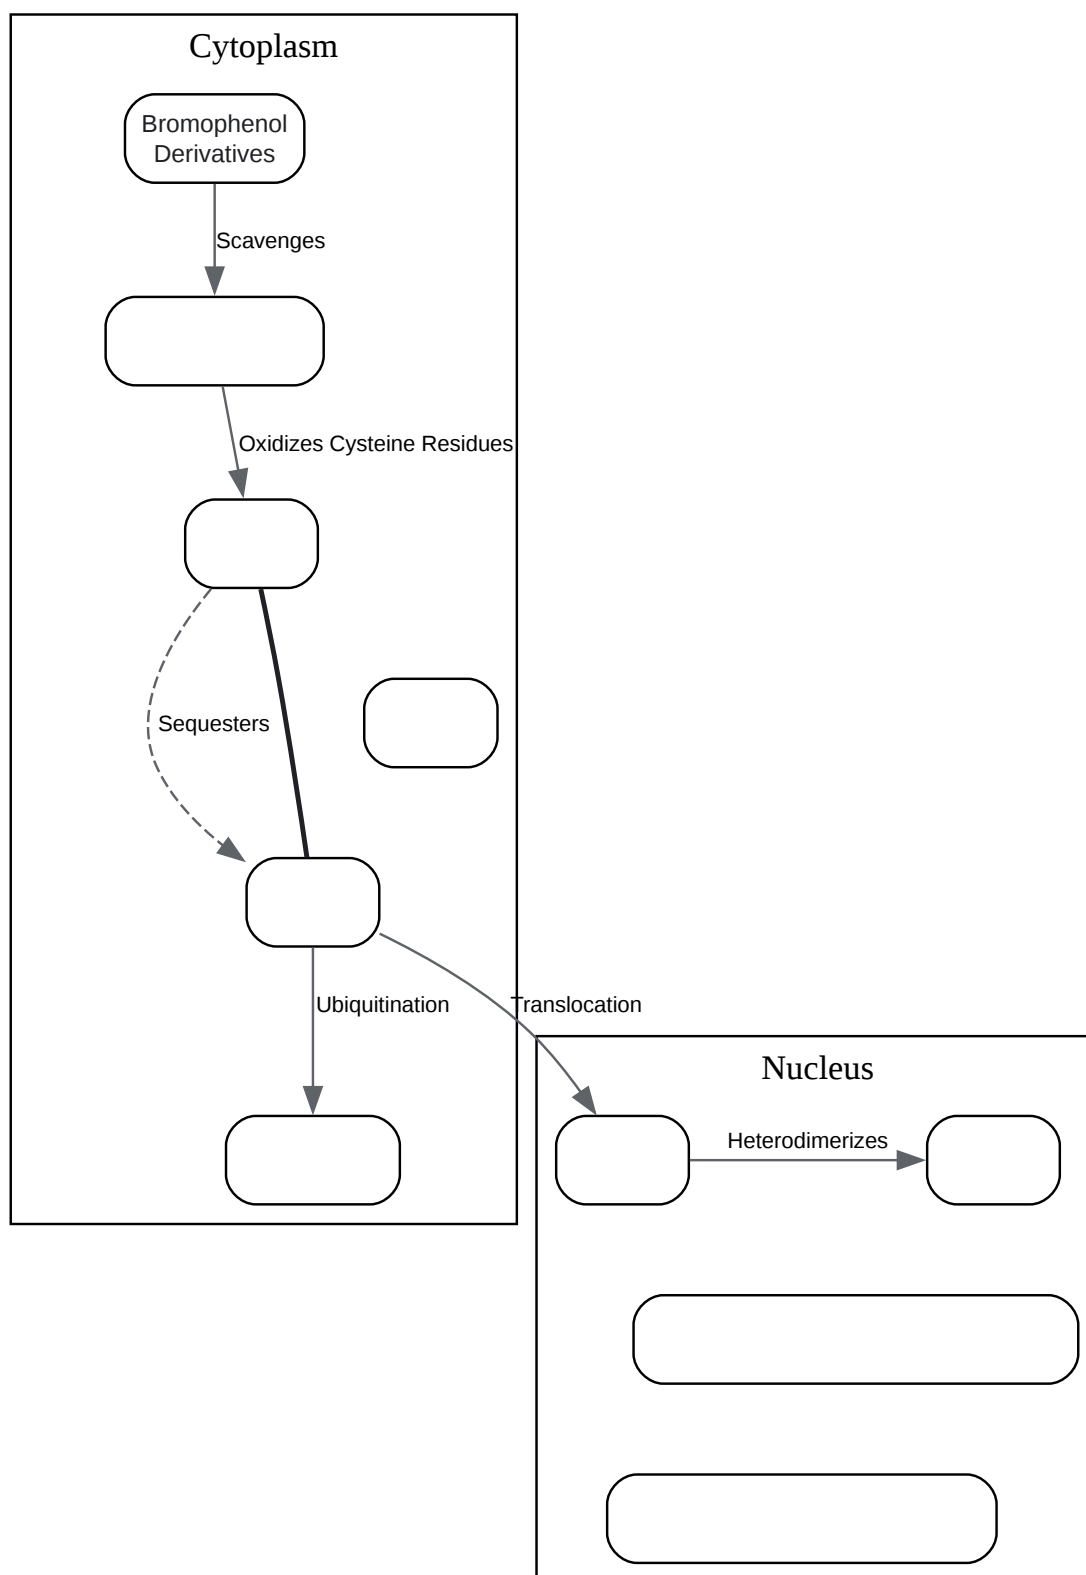 Cytoplasm
Bromophenol
Derivatives
Scavenges
Oxidizes Cysteine Residues
Sequesters
Ubiquitination
Translocation
Nucleus
Heterodimerizes